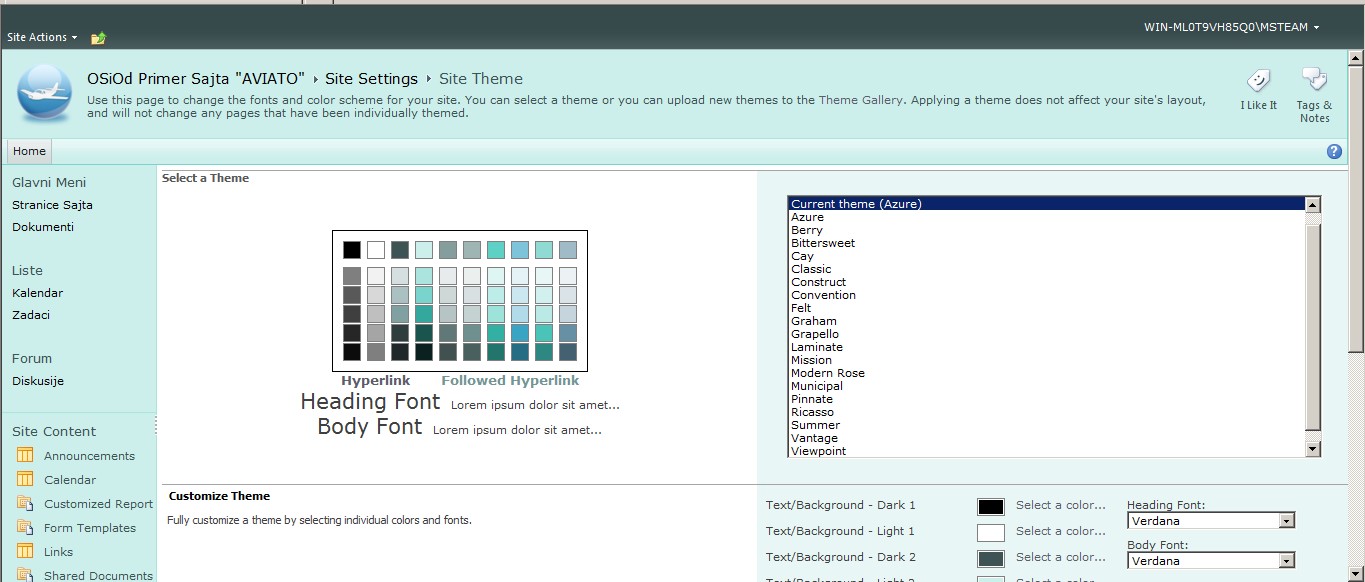 WIN-ML0T9VH85Q0\MSTEAM
Site Actions
OSiOd Primer Sajta "AVIATO" Site Settings Site Theme
Use this page to change the fonts and color scheme for your site. You can select a theme or you can upload new themes to the Theme Gallery. Applying a theme does not affect your site's layout,
and will not change any pages that have been individually themed.
I Like It
Tags &
Notes
Home
Glavni Meni
Stranice Sajta
Dokumenti
Liste
Kalendar
Zadaci
Forum
Diskusije
Site Content
Announcements
Calendar
Customized Report
Form Templates
Links
Shared Documents
Select a Theme
Hyperlink Followed Hyperlink
Heading Font Lorem ipsum dolor sit amet...
Body Font Lorem ipsum dolor sit amet...
Current theme (Azure)
Azure
Berry
Bittersweet
Cay
Classic
Construct
Convention
Felt
Graham
Grapello
Laminate
Mission
Modern Rose
Municipal
Pinnate
Ricasso
Summer
Vantage
Viewpoint
Customize Theme
Fully customize a theme by selecting individual colors and fonts.
Text/Background - Dark 1 Select a color...
Text/Background - Light 1 Select a color...
Text/Background - Dark 2 Select a color...
Text/Background - Light 2 Select a color...
Heading Font:
Verdana
Body Font:
Verdana